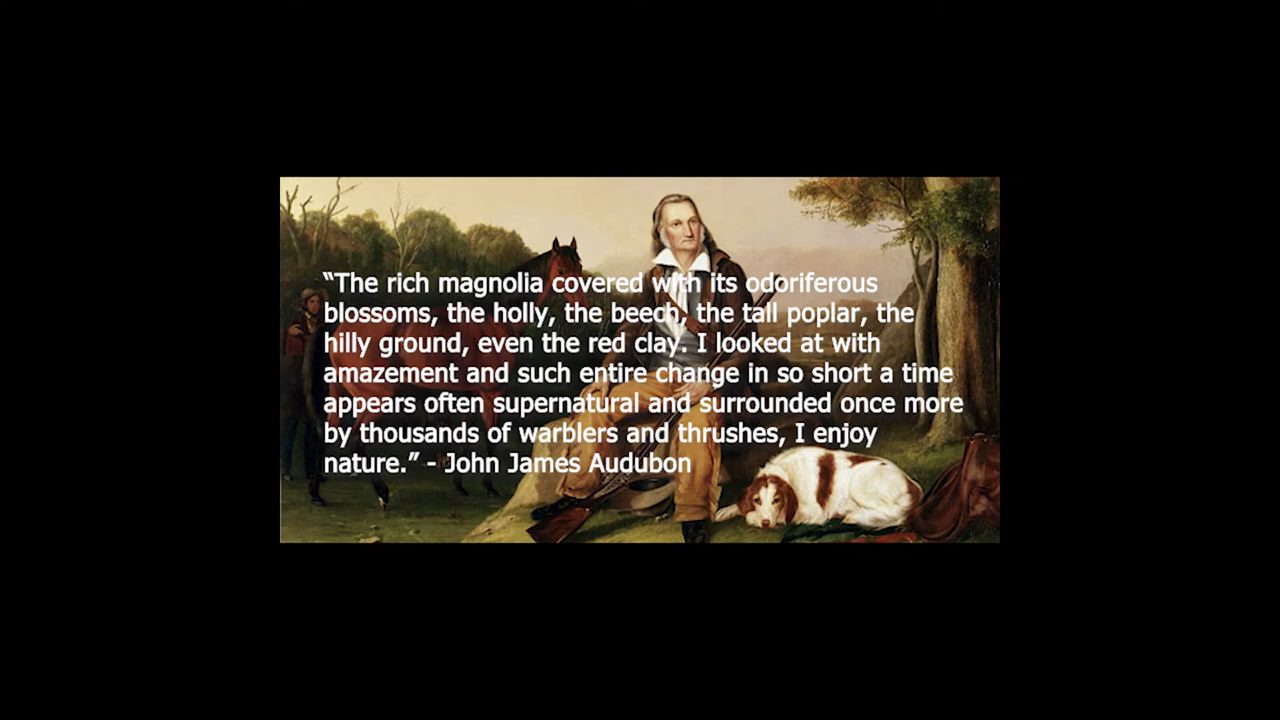 “The rich magnolia covered with its odoriferous
blossoms, the holly, the beech, the tall poplar, the
hilly ground, even the red clay. I looked at with
amazement and such entire change in so short a time
appears often supernatural and surrounded once more
by thousands of warblers and thrushes, I enjoy
nature.” - John James Audubon